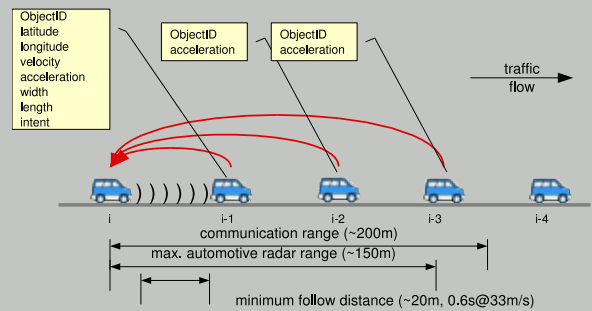 ObjectID
latitude
longitude
velocity
acceleration
width
length
intent
ObjectID
acceleration
ObjectID
acceleration
traffic
flow
i
i-1
i-2
i-3
i-4
communication range (~200m)
max. automotive radar range (~150m)
minimum follow distance (~20m, 0.6s@33m/s)